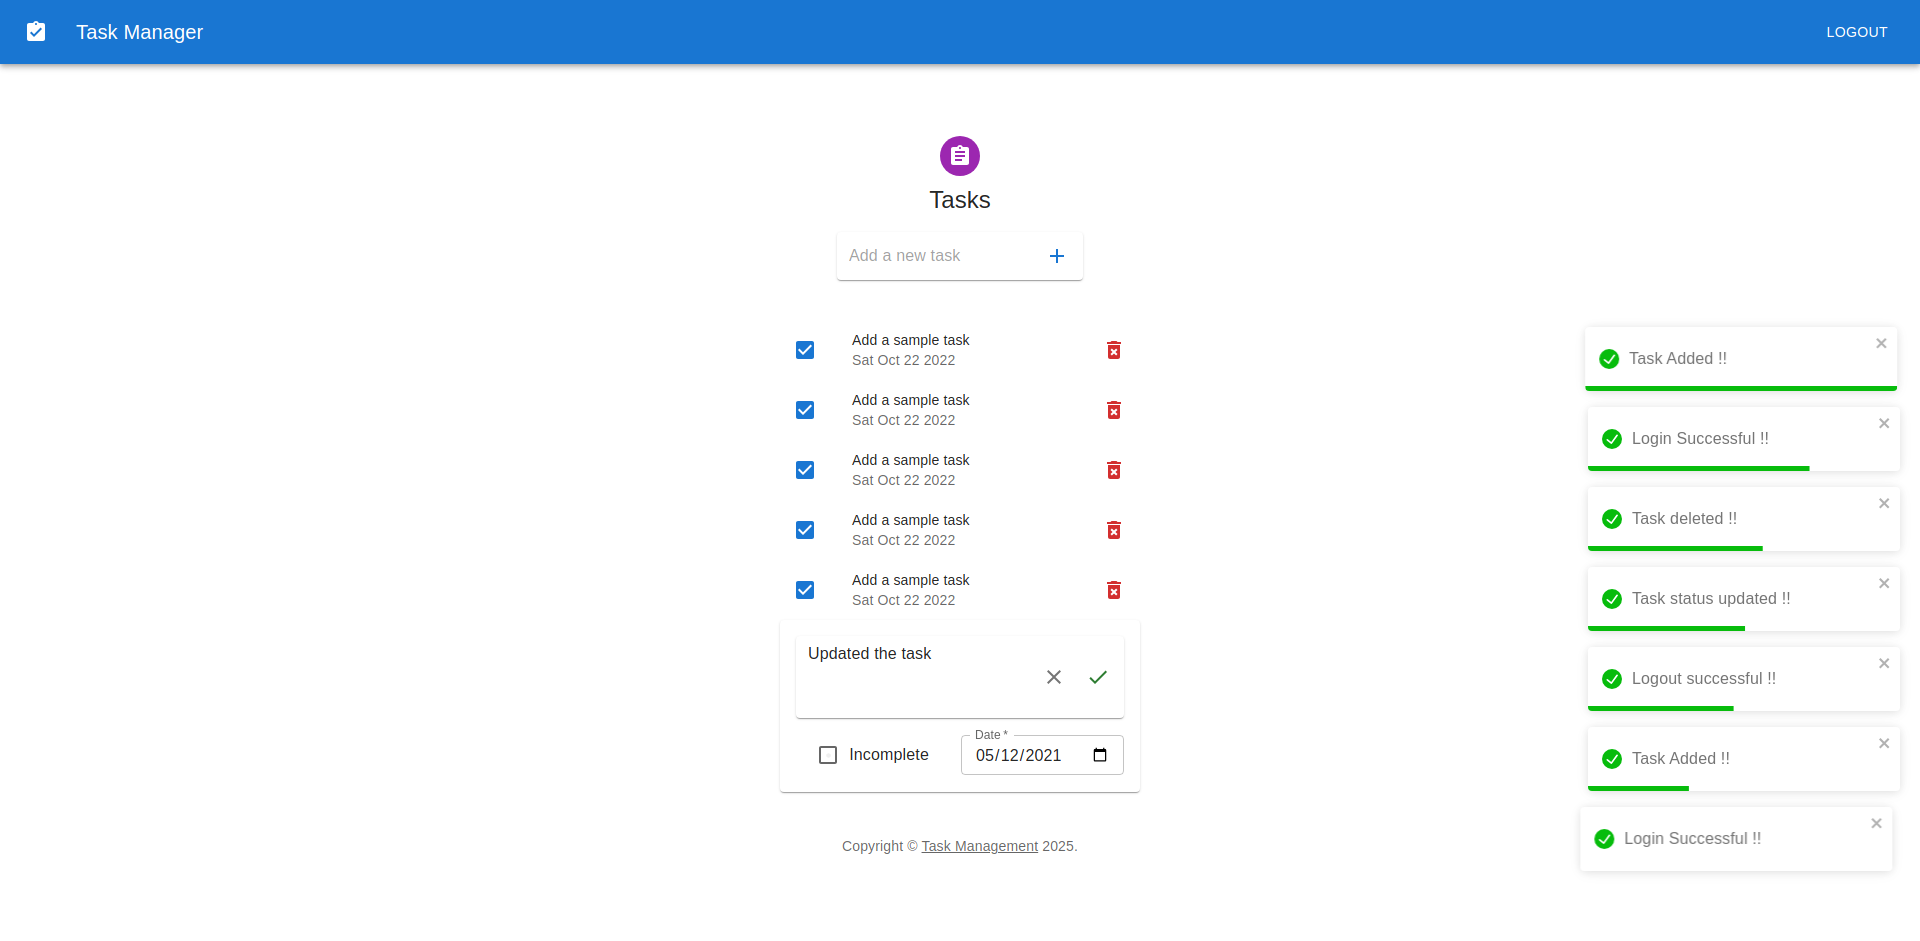 Task Manager
LOGOUT
Tasks
Add a new task
Add a sample task
Sat Oct 22 2022
Add a sample task
Sat Oct 22 2022
Add a sample task
Sat Oct 22 2022
Add a sample task
Sat Oct 22 2022
Add a sample task
Sat Oct 22 2022
Updated the task
Incomplete
Date *
05/12/2021
Copyright © Task Management 2025.
Task Added !!
Login Successful !!
Task deleted !!
Task status updated !!
Logout successful !!
Task Added !!
Login Successful !!